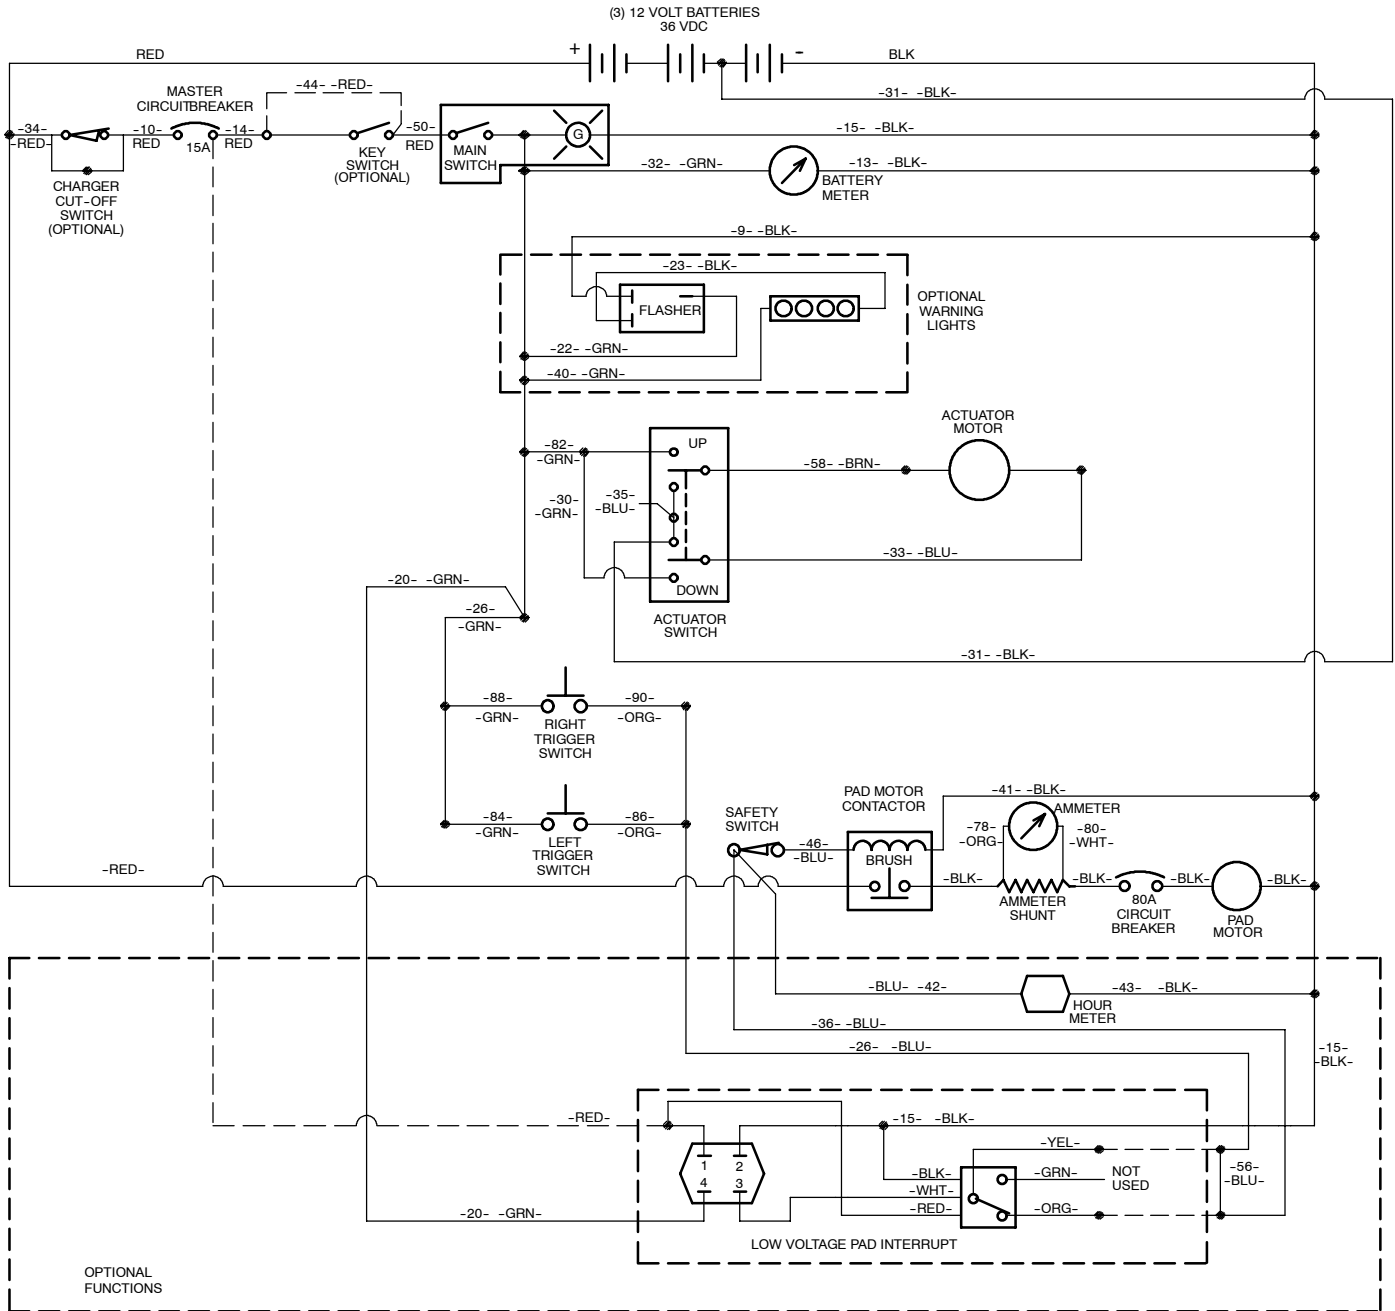 (3) 12 VOLT BATTERIES
36 VDC
+
-
RED
BLK
-44- -RED-
-31- -BLK-
MASTER
CIRCUITBREAKER
-34-
-RED-
-10-
RED
15A
-14-
RED
-50-
RED
KEY
SWITCH
(OPTIONAL)
MAIN
SWITCH
G
-15- -BLK-
CHARGER
CUT-OFF
SWITCH
(OPTIONAL)
-32- -GRN-
-13- -BLK-
BATTERY
METER
-9- -BLK-
-23- -BLK-
FLASHER
OPTIONAL
WARNING
LIGHTS
-22- -GRN-
-40- -GRN-
ACTUATOR
MOTOR
-82-
-GRN-
UP
-58- -BRN-
-30-
-GRN-
-35-
-BLU-
-33- -BLU-
DOWN
ACTUATOR
SWITCH
-20- -GRN-
-26-
-GRN-
-31- -BLK-
-88-
-GRN-
-90-
-ORG-
RIGHT
TRIGGER
SWITCH
-84-
-GRN-
-86-
-ORG-
LEFT
TRIGGER
SWITCH
SAFETY
SWITCH
-46-
-BLU-
PAD MOTOR
CONTACTOR
BRUSH
-41- -BLK-
AMMETER
-78-
-ORG-
-80-
-WHT-
-RED-
-BLK-
AMMETER
SHUNT
-BLK-
80A
CIRCUIT
BREAKER
-BLK-
PAD
MOTOR
-BLK-
-BLU- -42-
-43- -BLK-
HOUR
METER
-36- -BLU-
-26- -BLU-
-15-
-BLK-
-RED-
-15- -BLK-
-YEL-
1
2
4
3
-BLK-
-WHT-
-RED-
-GRN-
NOT
USED
-ORG-
-56-
-BLU-
-20- -GRN-
LOW VOLTAGE PAD INTERRUPT
OPTIONAL
FUNCTIONS